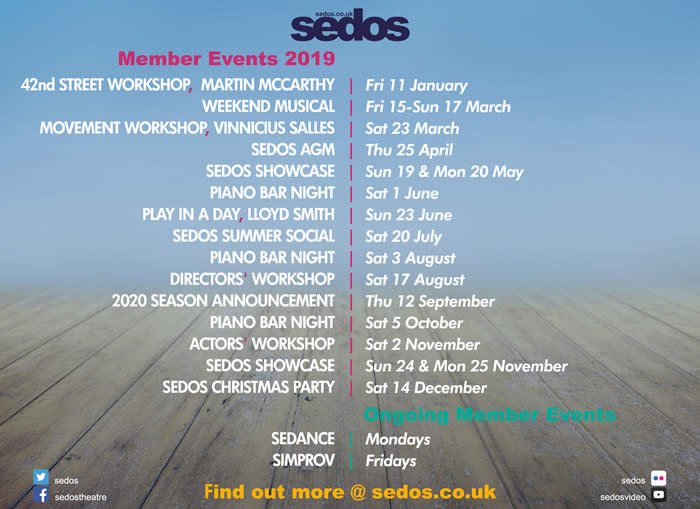 sedos.co.uk
sedos
Member Events 2019
42nd STREET WORKSHOP, MARTIN MCCARTHY | Fri 11 January
WEEKEND MUSICAL | Fri 15-Sun 17 March
MOVEMENT WORKSHOP, VINNICIUS SALLES | Sat 23 March
SEDOS AGM | Thu 25 April
SEDOS SHOWCASE | Sun 19 & Mon 20 May
PIANO BAR NIGHT | Sat 1 June
PLAY IN A DAY, LLOYD SMITH | Sun 23 June
SEDOS SUMMER SOCIAL | Sat 20 July
PIANO BAR NIGHT | Sat 3 August
DIRECTORS' WORKSHOP | Sat 17 August
2020 SEASON ANNOUNCEMENT | Thu 12 September
PIANO BAR NIGHT | Sat 5 October
ACTORS' WORKSHOP | Sat 2 November
SEDOS SHOWCASE | Sun 24 & Mon 25 November
SEDOS CHRISTMAS PARTY | Sat 14 December
Ongoing Member Events
SEDANCE | Mondays
SIMPROV | Fridays
sedos
sedostheatre
Find out more @ sedos.co.uk
sedos
sedosvideo